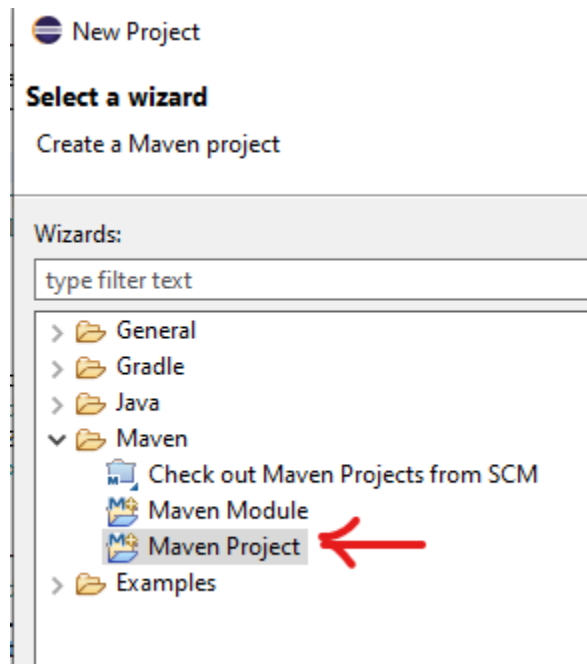 New Project
Select a wizard
Create a Maven project
Wizards:
type filter text
General
Gradle
Java
Maven
Check out Maven Projects from SCM
Maven Module
Maven Project
Examples